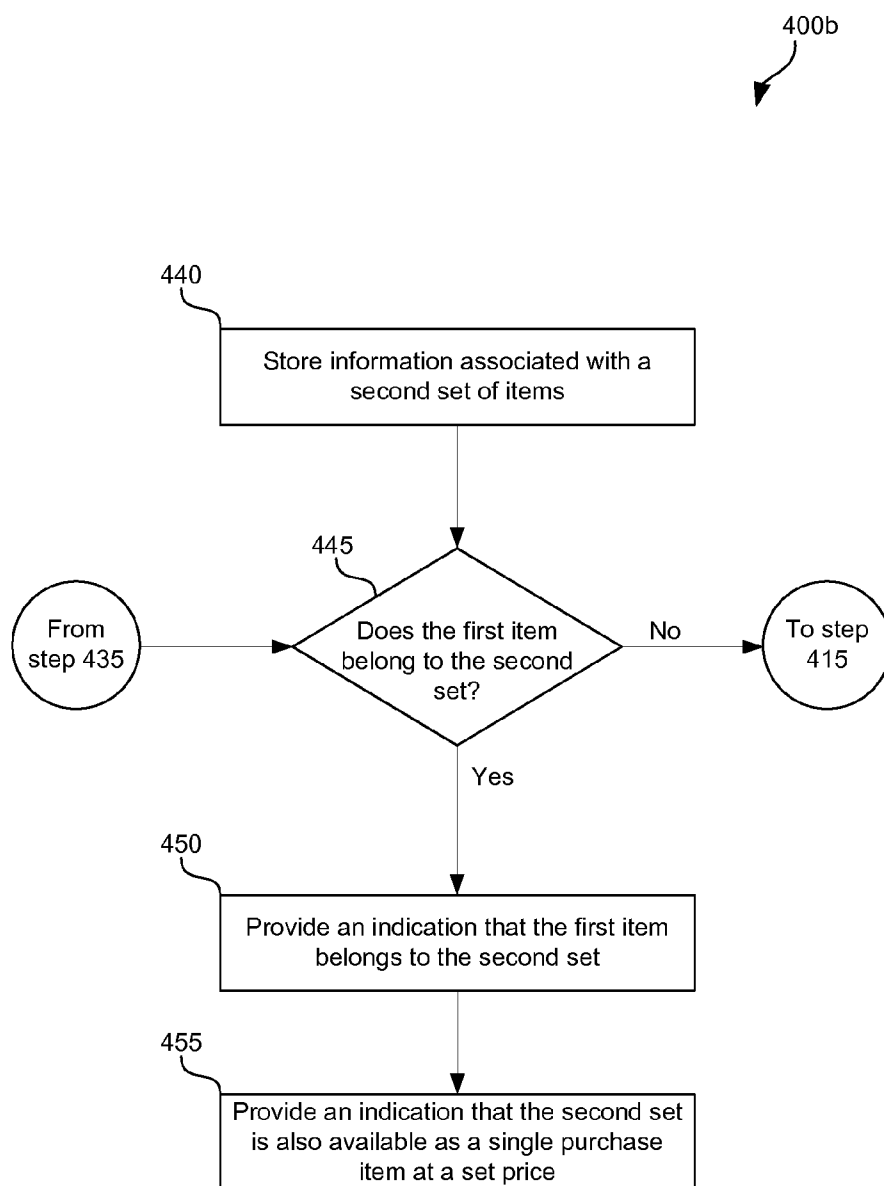 400b
440
Store information associated with a
second set of items
445
From
step 435
Does the first item
belong to the second
set?
No
To step
415
Yes
450
Provide an indication that the first item
belongs to the second set
455
Provide an indication that the second set
is also available as a single purchase
item at a set price